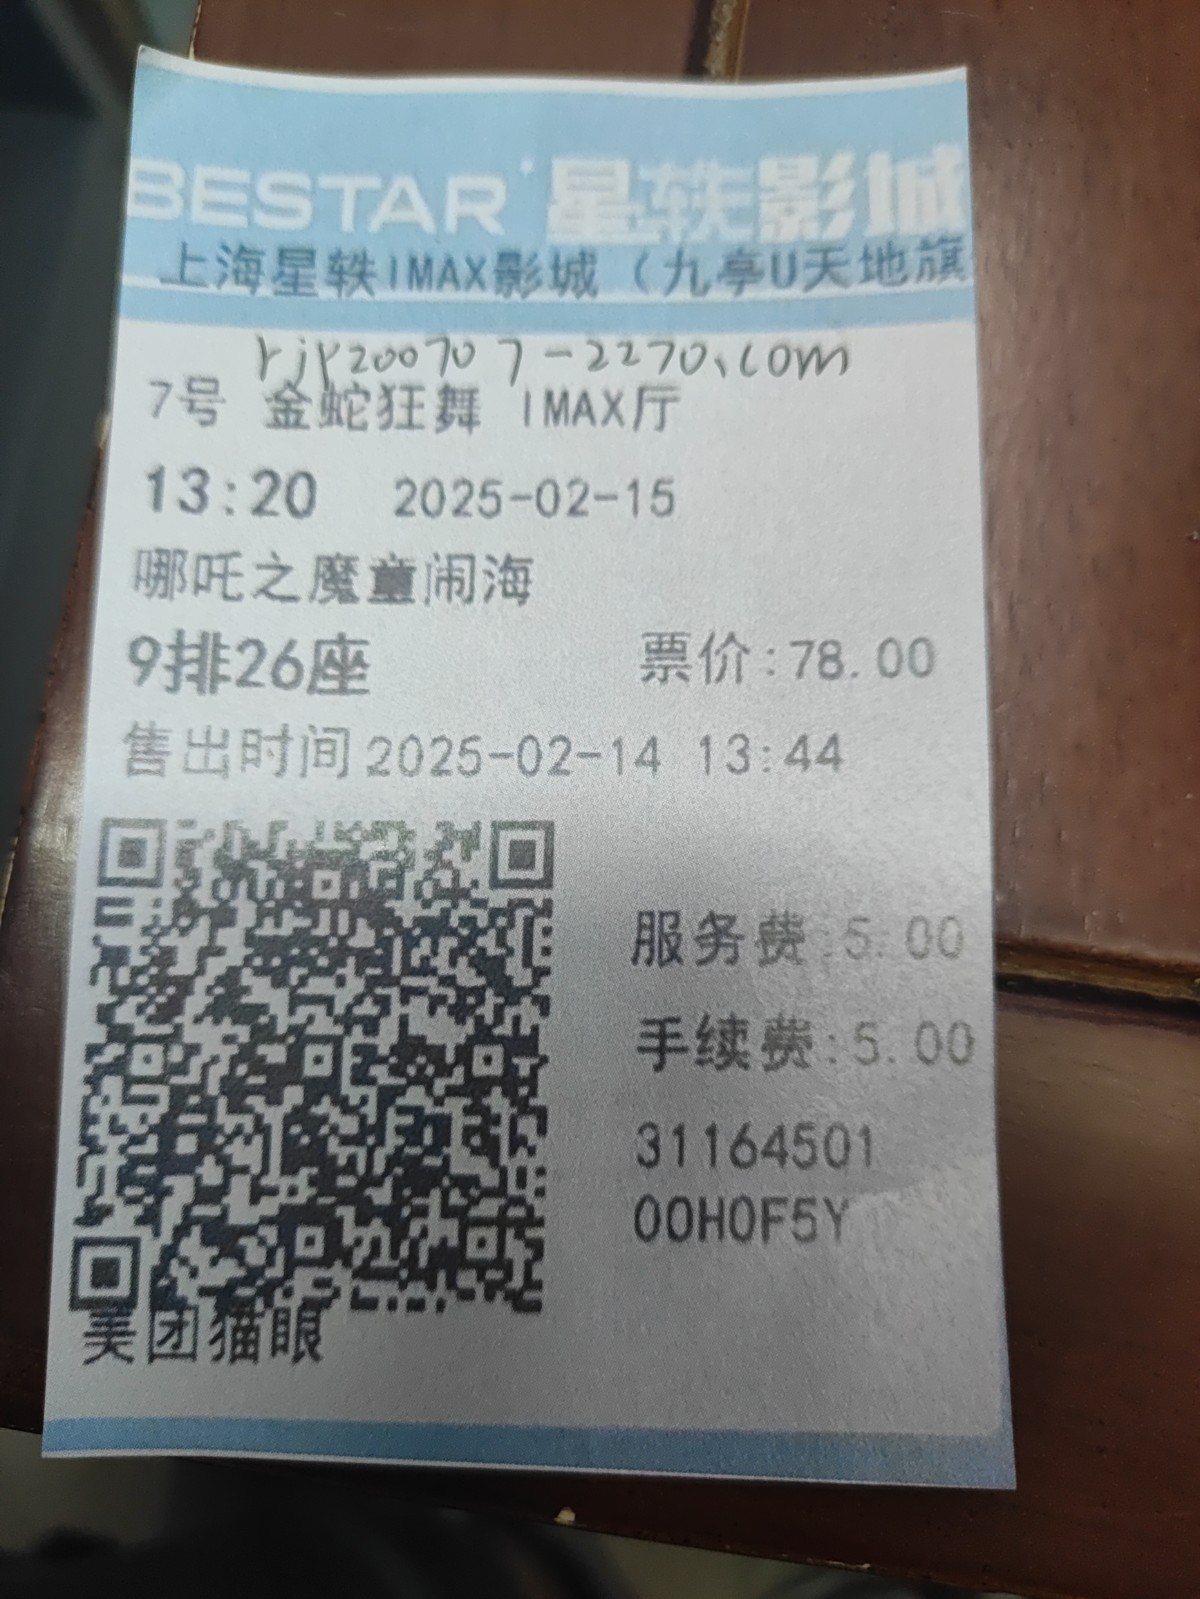 BESTAR 星轶影城
上海星轶IMAX影城（九亭U天地旗
rjp200707-2270.com
7号 金蛇狂舞 IMAX厅
13:20 2025-02-15
哪吒之魔童闹海
9排26座 票价:78.00
售出时间2025-02-14 13:44
服务费:5.00
手续费:5.00
31164501
00H0F5Y
美团猫眼